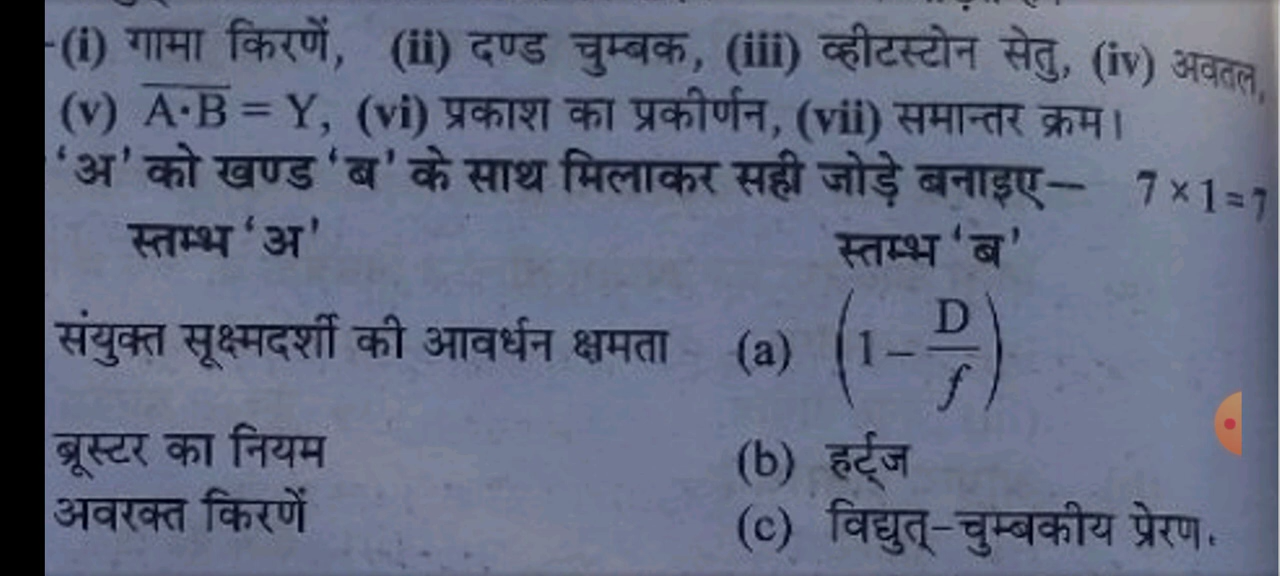 -(i) गामा किरणें, (ii) दण्ड चुम्बक, (iii) व्हीटस्टोन सेतु, (iv) अवतल,
(v) \overline{A·B} = Y, (vi) प्रकाश का प्रकीर्णन, (vii) समान्तर क्रम।
'अ' को खण्ड 'ब' के साथ मिलाकर सही जोड़े बनाइए— 7 × 1 = 7
स्तम्भ 'अ' स्तम्भ 'ब'
संयुक्त सूक्ष्मदर्शी की आवर्धन क्षमता (a) (1 – D/f)
ब्रूस्टर का नियम (b) हर्ट्ज
अवरक्त किरणें (c) विद्युत्-चुम्बकीय प्रेरण.